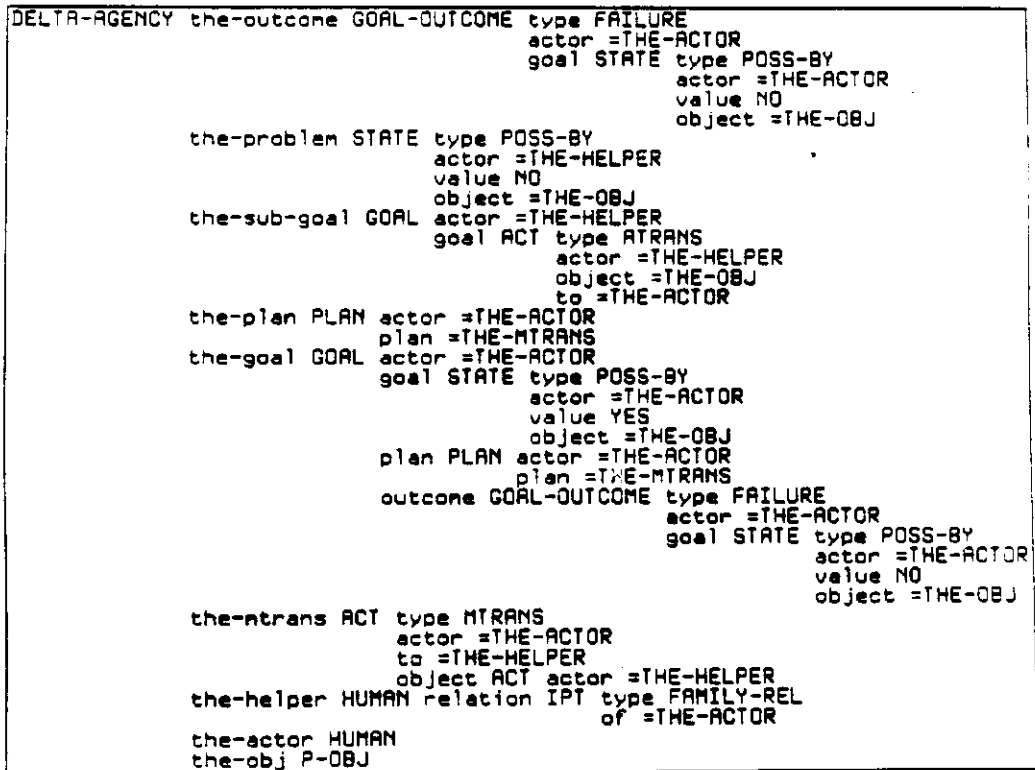 DELTA-AGENCY the-outcome GOAL-OUTCOME type FAILURE
actor =THE-ACTOR
goal STATE type POSS-BY
actor =THE-ACTOR
value NO
object =THE-OBJ
the-problem STATE type POSS-BY
actor =THE-HELPER
value NO
object =THE-OBJ
the-sub-goal GOAL actor =THE-HELPER
goal ACT type ATRANS
actor =THE-HELPER
object =THE-OBJ
to =THE-ACTOR
the-plan PLAN actor =THE-ACTOR
plan =THE-MTRANS
the-goal GOAL actor =THE-ACTOR
goal STATE type POSS-BY
actor =THE-ACTOR
value YES
object =THE-OBJ
plan PLAN actor =THE-ACTOR
plan =THE-MTRANS
outcome GOAL-OUTCOME type FAILURE
actor =THE-ACTOR
goal STATE type POSS-BY
actor =THE-ACTOR
value NO
object =THE-OBJ
the-mtrans ACT type MTRANS
actor =THE-ACTOR
to =THE-HELPER
object ACT actor =THE-HELPER
the-helper HUMAN relation IPT type FAMILY-REL
of =THE-ACTOR
the-actor HUMAN
the-obj P-OBJ